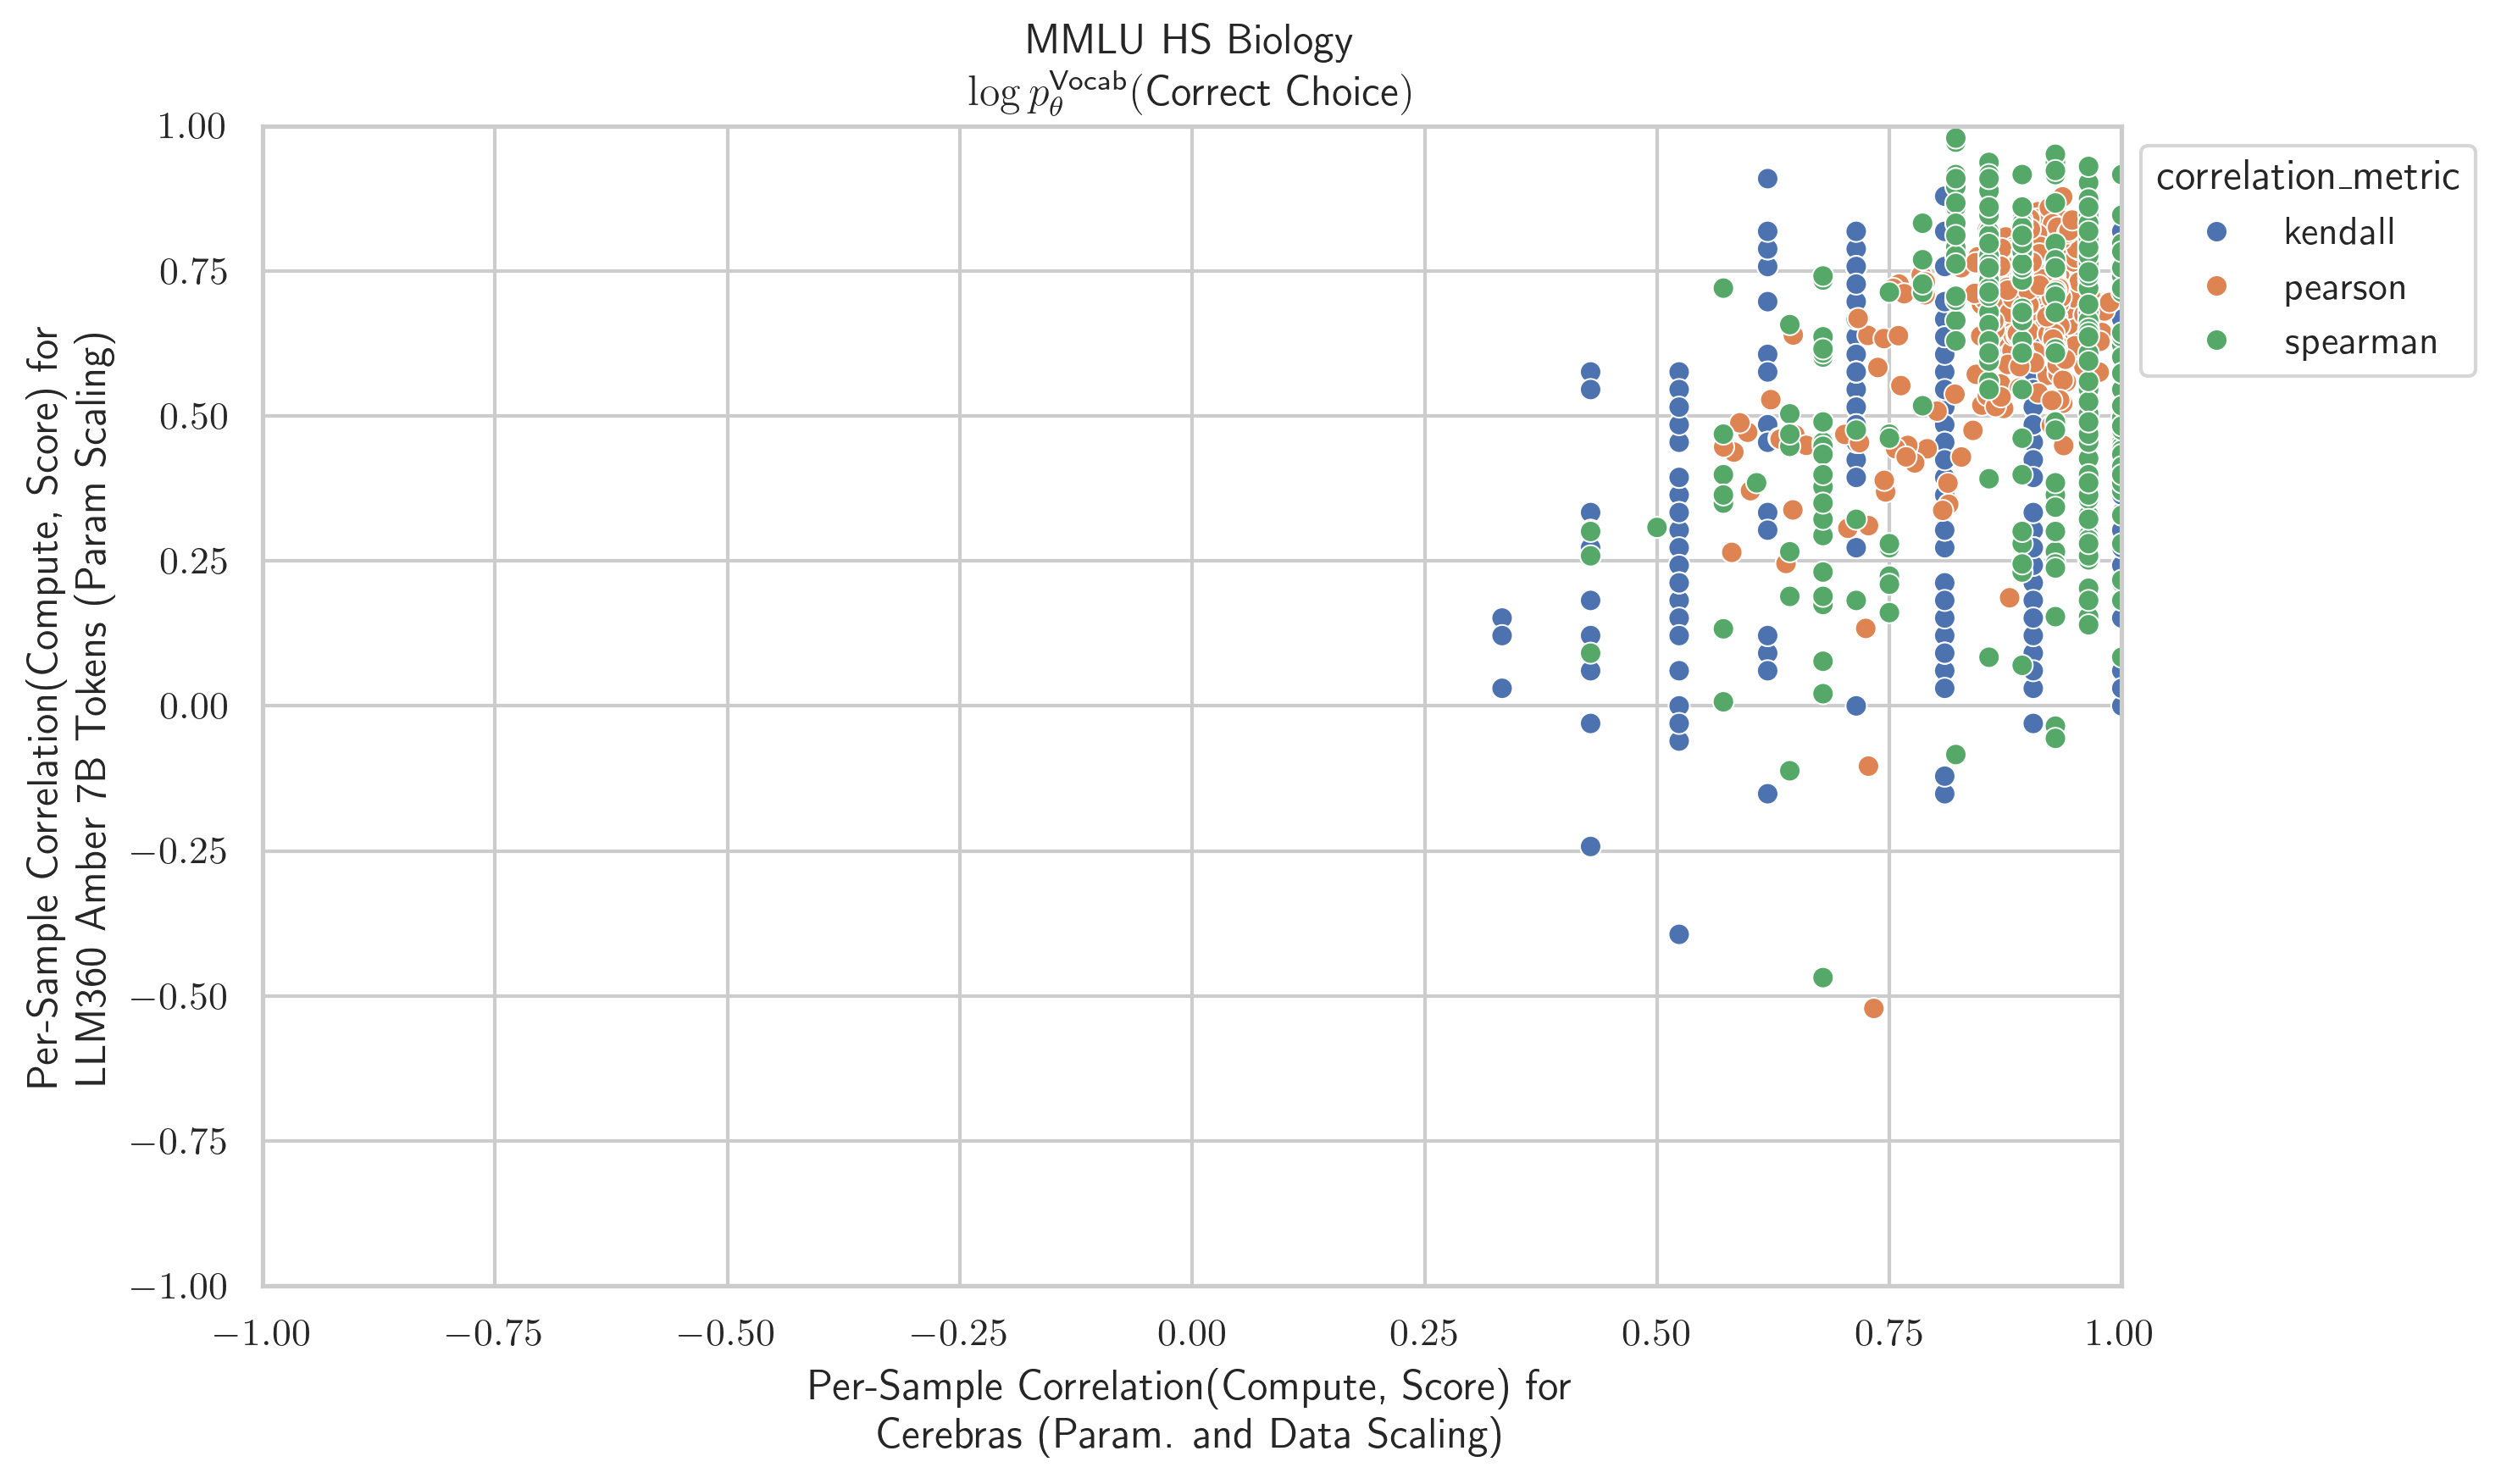 MMLU HS Biology
log p_θ^Vocab(Correct Choice)
1.00
0.75
0.50
0.25
0.00
−0.25
−0.50
−0.75
−1.00
Per-Sample Correlation(Compute, Score) for
LLM360 Amber 7B Tokens (Param Scaling)
correlation_metric
kendall
pearson
spearman
−1.00 −0.75 −0.50 −0.25 0.00 0.25 0.50 0.75 1.00
Per-Sample Correlation(Compute, Score) for
Cerebras (Param. and Data Scaling)